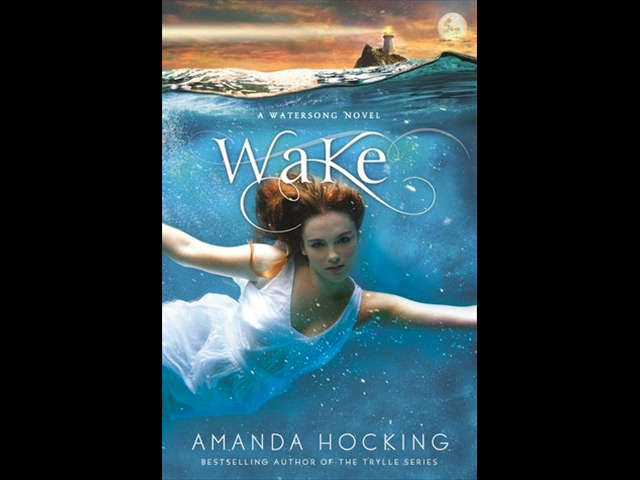 A WATERSONG NOVEL
Wake
AMANDA HOCKING
BESTSELLING AUTHOR OF THE TRYLLE SERIES